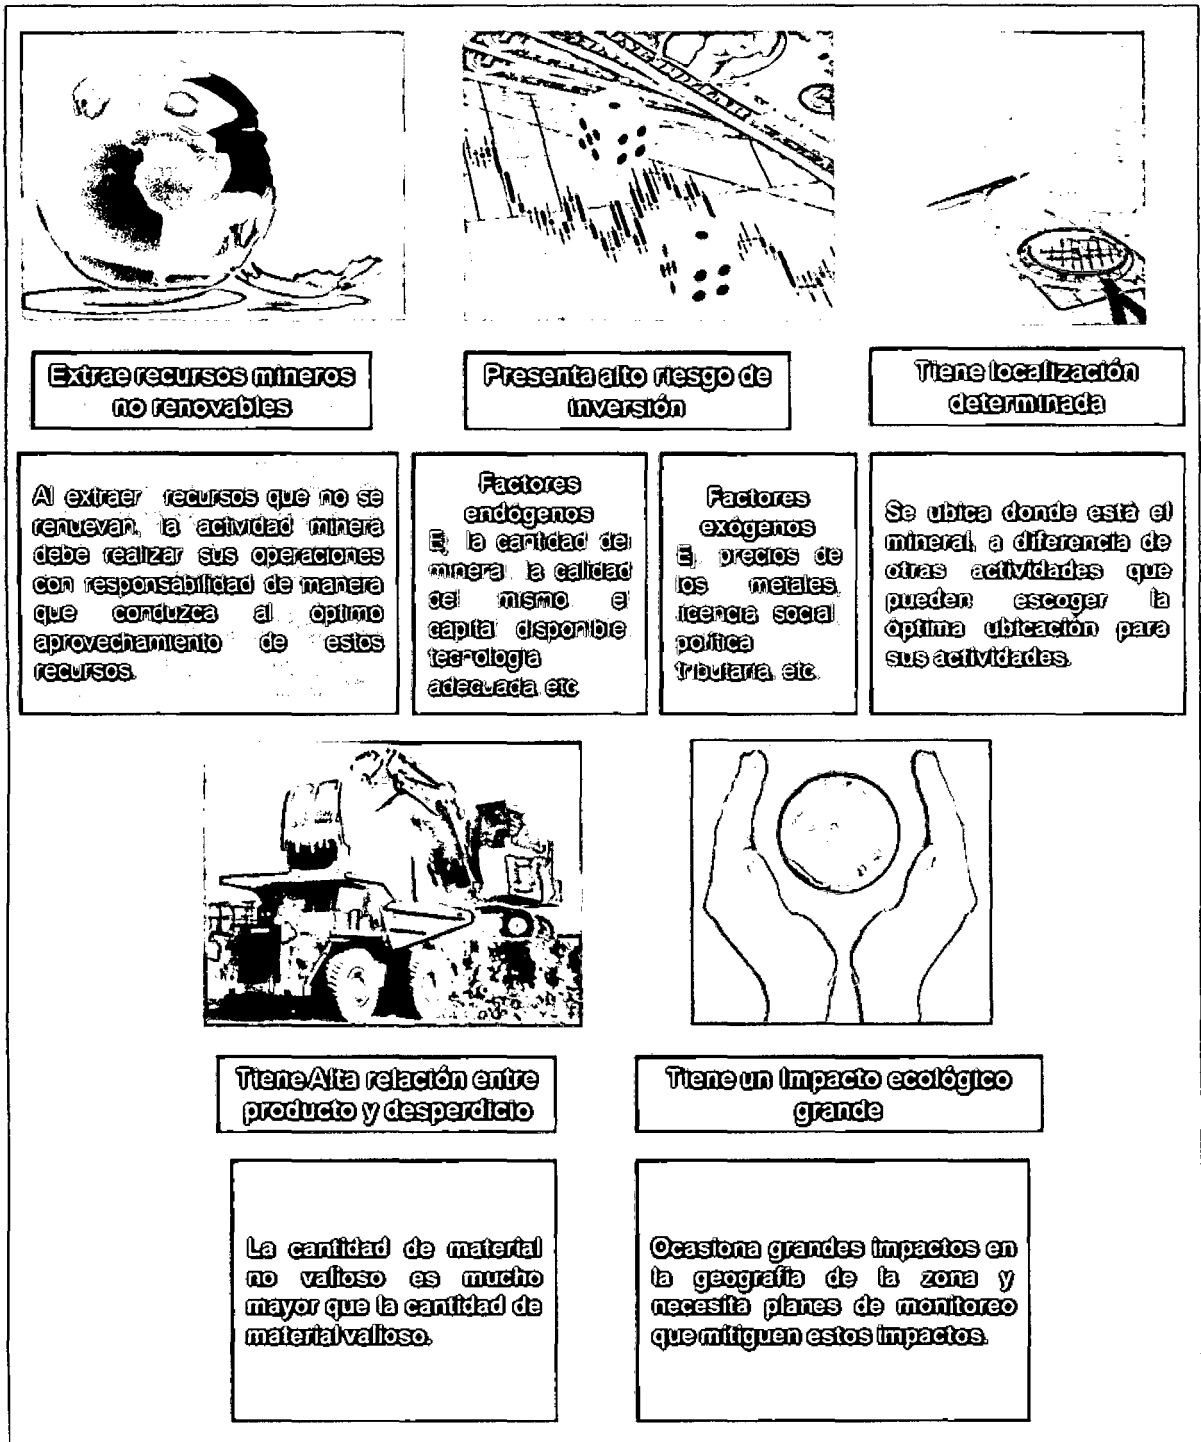 Extrae recursos mineros
no renovables
Presenta alto riesgo de
inversión
Tiene localización
determinada
Al extraer recursos que no se
renuevan, la actividad minera
debe realizar sus operaciones
con responsabilidad de manera
que conduzca al óptimo
aprovechamiento de estos
recursos.
Factores
endógenos
Ej, la cantidad del
mineral, la calidad
del mismo, el
capital disponible,
tecnología
adecuada, etc
Factores
exógenos
Ej, precios de
los metales,
licencia social,
política
tributaria, etc.
Se ubica donde está el
mineral, a diferencia de
otras actividades que
pueden escoger la
óptima ubicación para
sus actividades.
Tiene Alta relación entre
producto y desperdicio
Tiene un Impacto ecológico
grande
La cantidad de material
no valioso es mucho
mayor que la cantidad de
material valioso.
Ocasiona grandes impactos en
la geografía de la zona y
necesita planes de monitoreo
que mitiguen estos impactos.